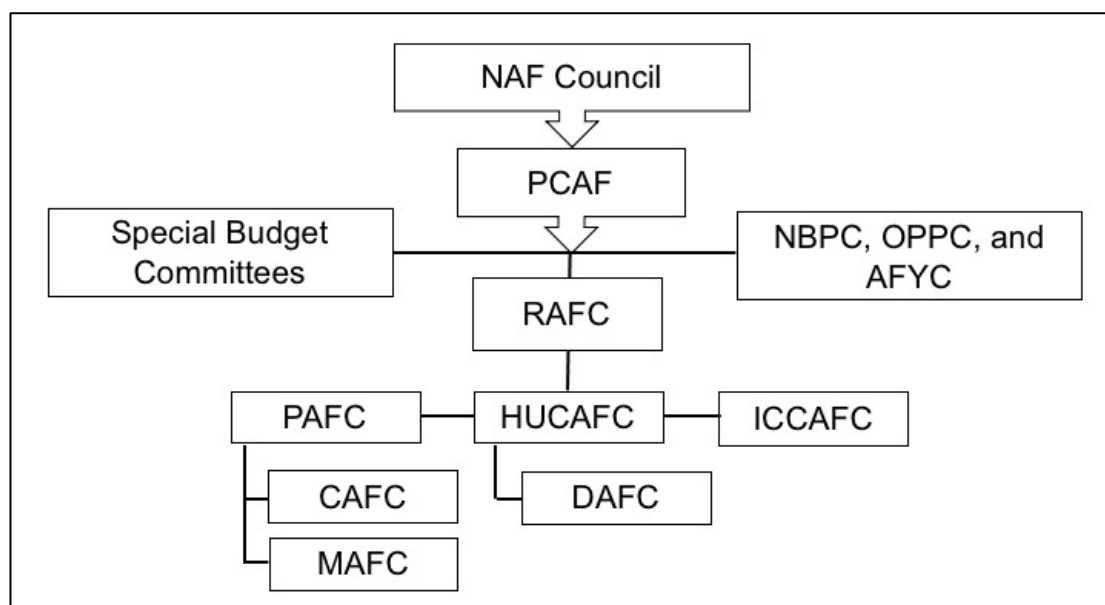 NAF Council
PCAF
Special Budget
Committees
NBPC, OPPC, and
AFYC
RAFC
PAFC
HUCAFC
ICCAFC
CAFC
DAFC
MAFC